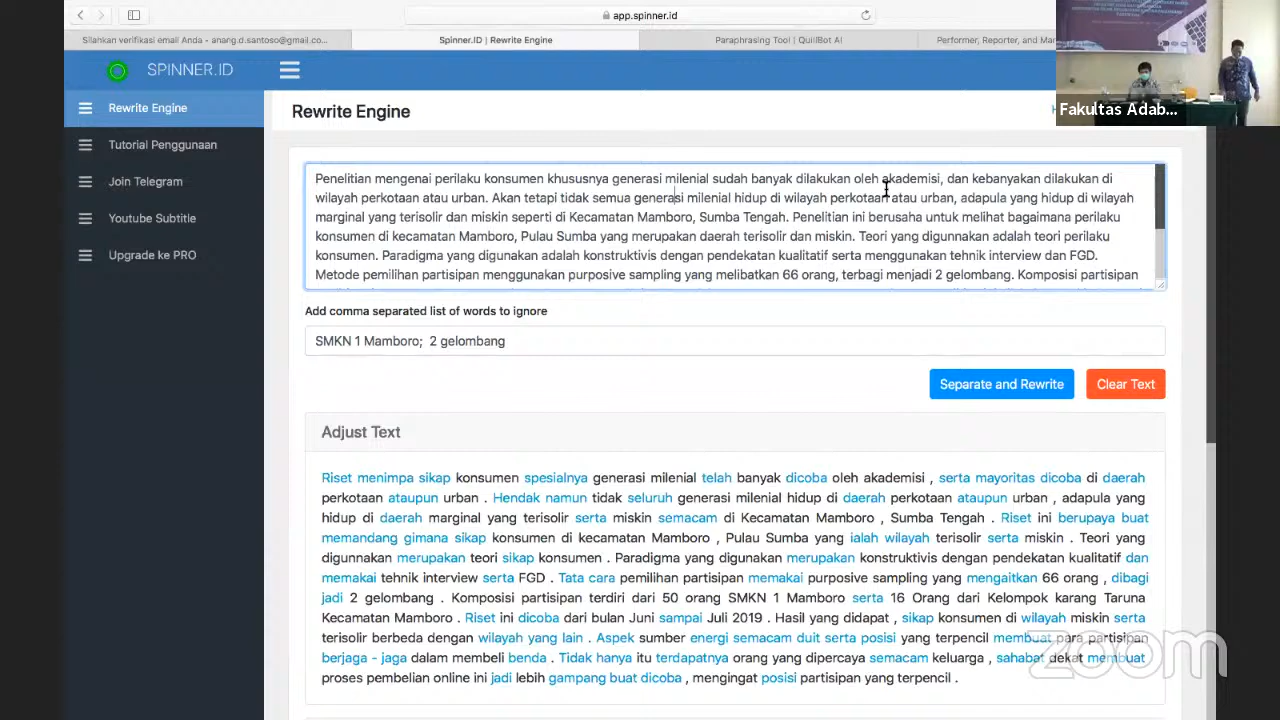 app.spinner.id
Silahkan verifikasi email Anda - anang.d.santoso@gmail.co...
Spinner.ID | Rewrite Engine
Paraphrasing Tool | QuillBot AI
Performer, Reporter, and Mar
SPINNER.ID
Rewrite Engine
Tutorial Penggunaan
Join Telegram
Youtube Subtitle
Upgrade ke PRO
Fakultas Adab...
Rewrite Engine
Penelitian mengenai perilaku konsumen khususnya generasi milenial sudah banyak dilakukan oleh akademisi, dan kebanyakan dilakukan di
wilayah perkotaan atau urban. Akan tetapi tidak semua generasi milenial hidup di wilayah perkotaan atau urban, adapula yang hidup di wilayah
marginal yang terisolir dan miskin seperti di Kecamatan Mamboro, Sumba Tengah. Penelitian ini berusaha untuk melihat bagaimana perilaku
konsumen di kecamatan Mamboro, Pulau Sumba yang merupakan daerah terisolir dan miskin. Teori yang digunnakan adalah teori perilaku
konsumen. Paradigma yang digunakan adalah konstruktivis dengan pendekatan kualitatif serta menggunakan tehnik interview dan FGD.
Metode pemilihan partisipan menggunakan purposive sampling yang melibatkan 66 orang, terbagi menjadi 2 gelombang. Komposisi partisipan
Add comma separated list of words to ignore
SMKN 1 Mamboro; 2 gelombang
Separate and Rewrite
Clear Text
Adjust Text
Riset menimpa sikap konsumen spesialnya generasi milenial telah banyak dicoba oleh akademisi , serta mayoritas dicoba di daerah
perkotaan ataupun urban . Hendak namun tidak seluruh generasi milenial hidup di daerah perkotaan ataupun urban , adapula yang
hidup di daerah marginal yang terisolir serta miskin semacam di Kecamatan Mamboro , Sumba Tengah . Riset ini berupaya buat
memandang gimana sikap konsumen di kecamatan Mamboro , Pulau Sumba yang ialah wilayah terisolir serta miskin . Teori yang
digunnakan merupakan teori sikap konsumen . Paradigma yang digunakan merupakan konstruktivis dengan pendekatan kualitatif dan
memakai tehnik interview serta FGD . Tata cara pemilihan partisipan memakai purposive sampling yang mengaitkan 66 orang , dibagi
jadi 2 gelombang . Komposisi partisipan terdiri dari 50 orang SMKN 1 Mamboro serta 16 Orang dari Kelompok karang Taruna
Kecamatan Mamboro . Riset ini dicoba dari bulan Juni sampai Juli 2019 . Hasil yang didapat , sikap konsumen di wilayah miskin serta
terisolir berbeda dengan wilayah yang lain . Aspek sumber energi semacam duit serta posisi yang terpencil membuat para partisipan
berjaga - jaga dalam membeli benda . Tidak hanya itu terdapatnya orang yang dipercaya semacam keluarga , sahabat dekat membuat
proses pembelian online ini jadi lebih gampang buat dicoba , mengingat posisi partisipan yang terpencil .
zoom